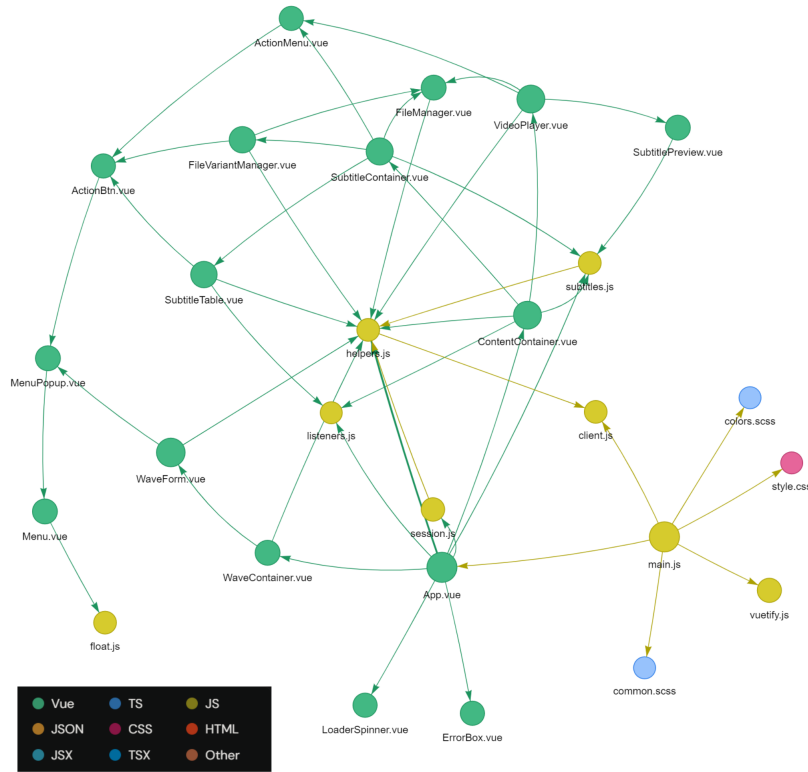 ActionMenu.vue
FileManager.vue
VideoPlayer.vue
SubtitlePreview.vue
FileVariantManager.vue
SubtitleContainer.vue
ActionBtn.vue
SubtitleTable.vue
subtitles.js
helpers.js
ContentContainer.vue
MenuPopup.vue
listeners.js
client.js
colors.scss
WaveForm.vue
style.css
Menu.vue
session.js
WaveContainer.vue
main.js
App.vue
vuetify.js
float.js
common.scss
LoaderSpinner.vue
ErrorBox.vue
Vue TS JS
JSON CSS HTML
JSX TSX Other